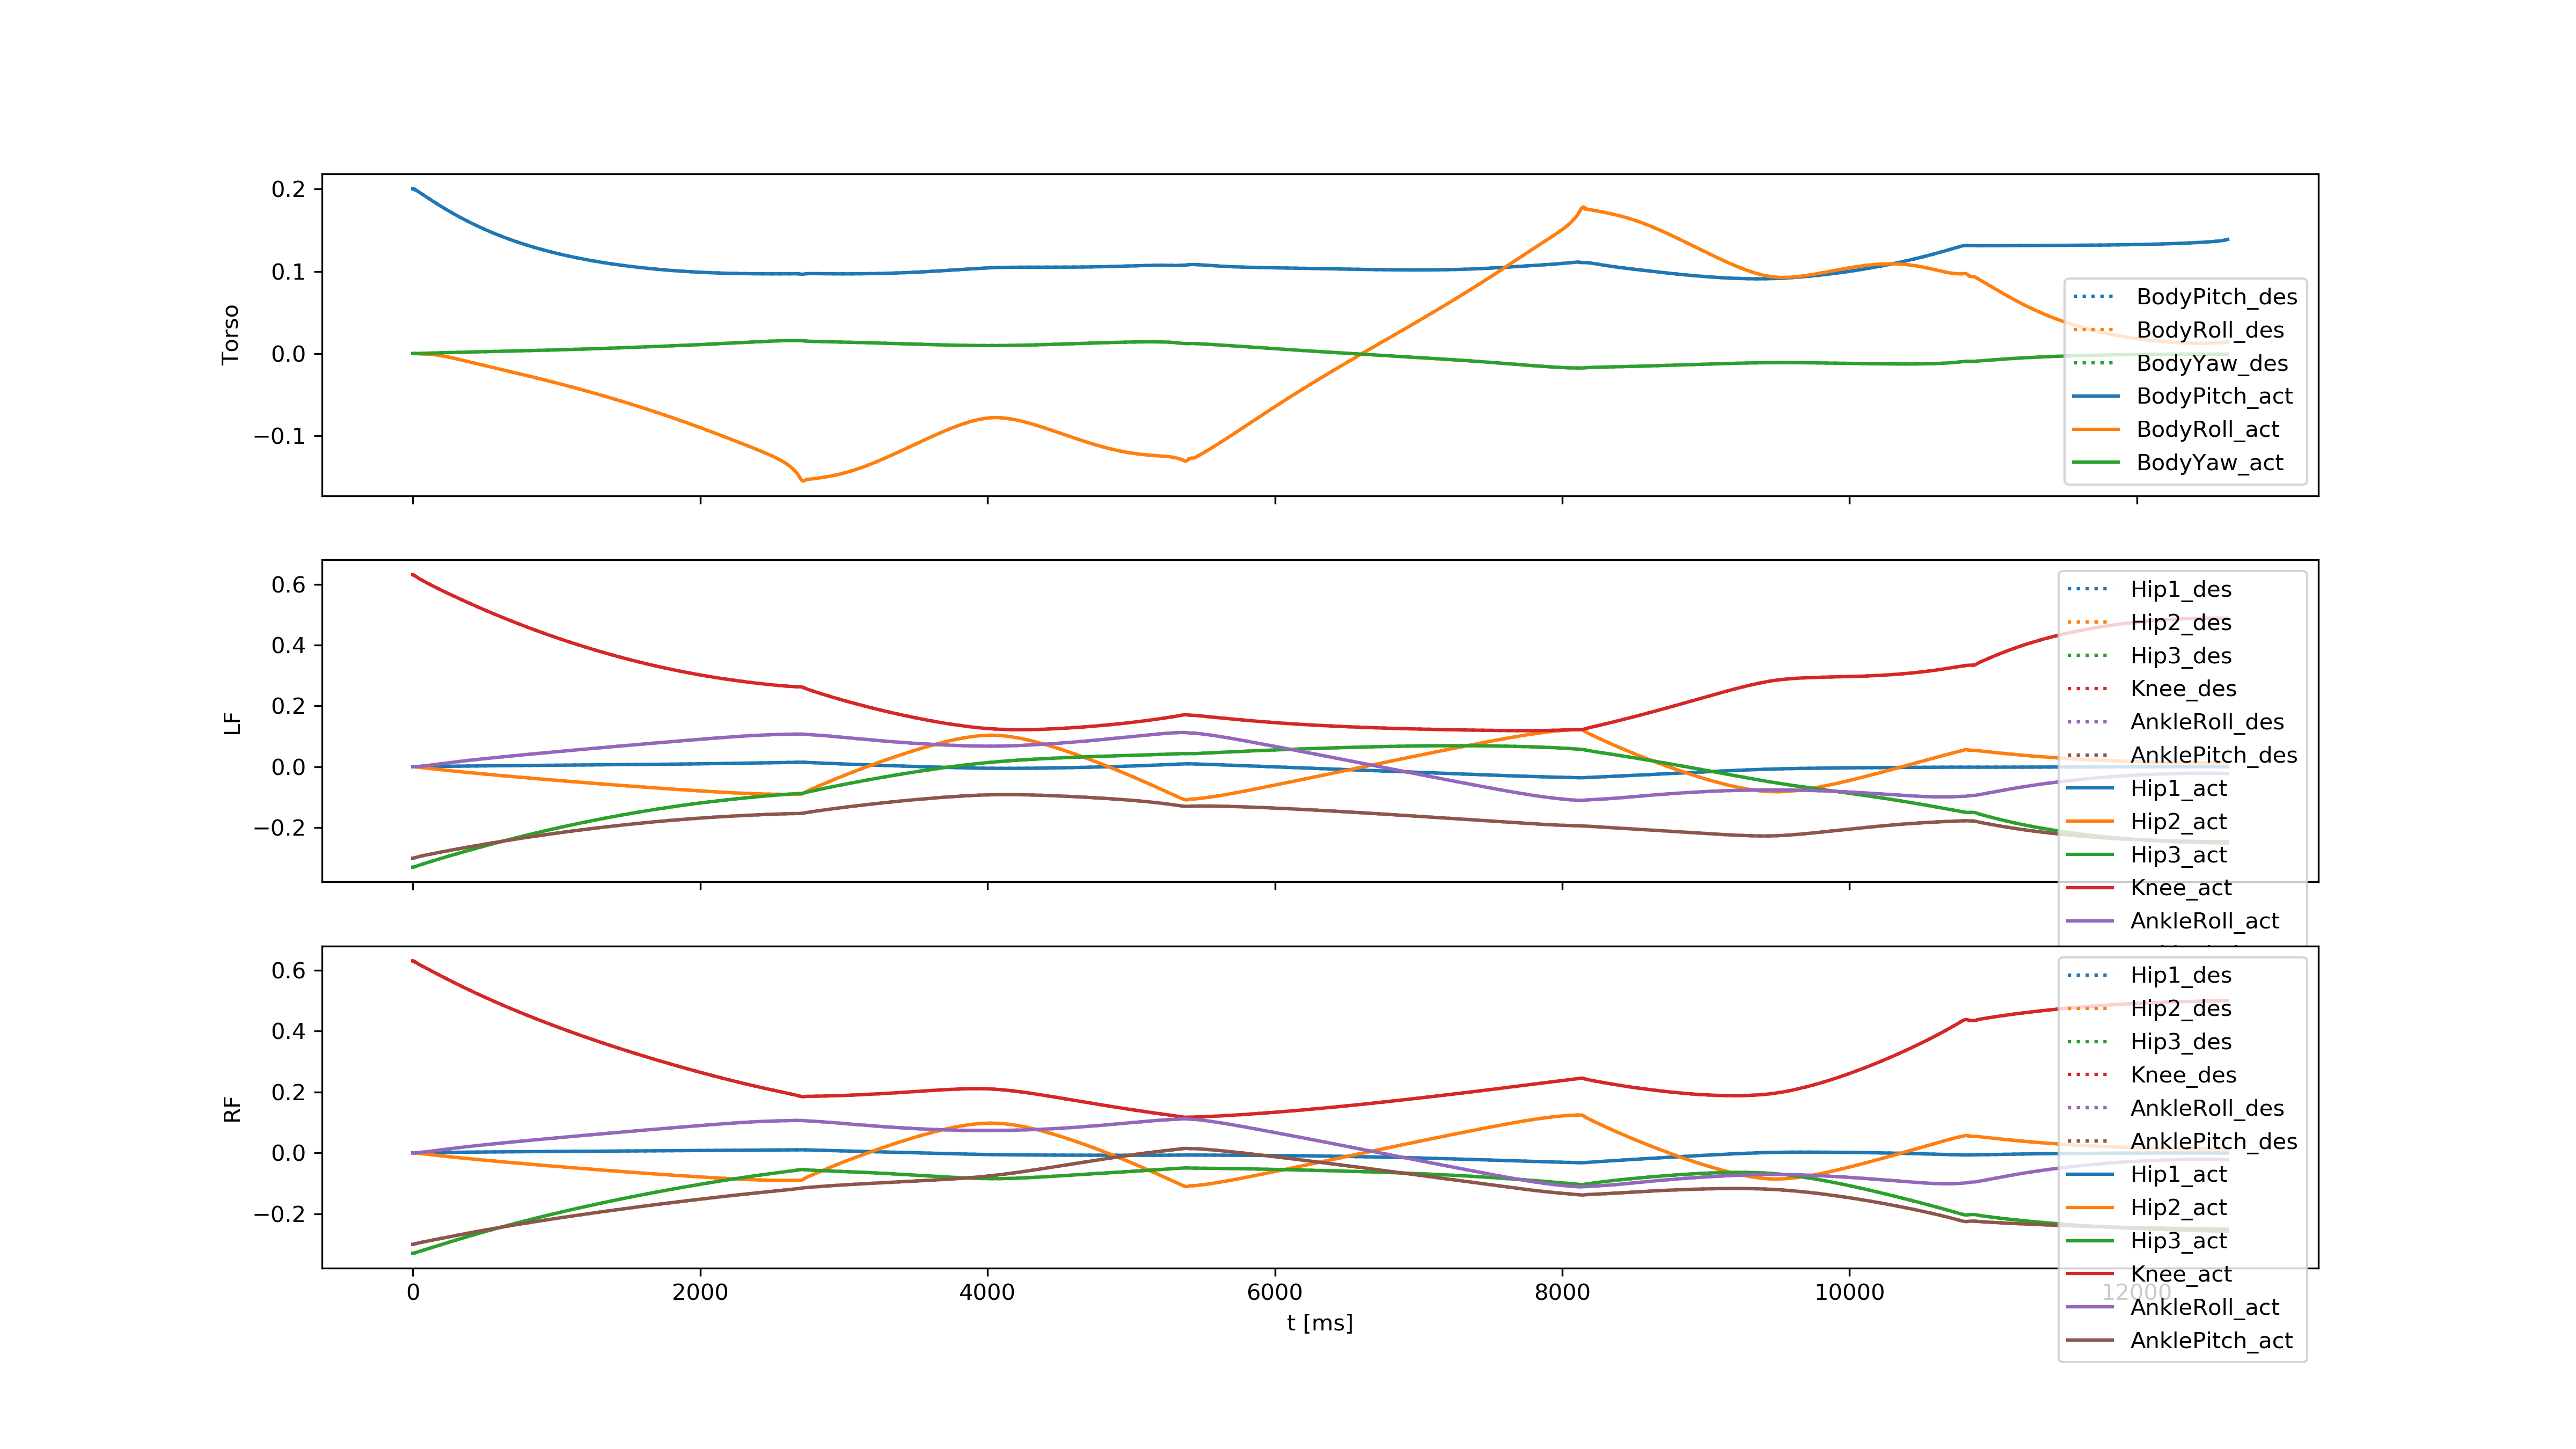 0.2
0.1
0.0
−0.1
Torso
BodyPitch_des
BodyRoll_des
BodyYaw_des
BodyPitch_act
BodyRoll_act
BodyYaw_act
0.6
0.4
0.2
0.0
−0.2
LF
Hip1_des
Hip2_des
Hip3_des
Knee_des
AnkleRoll_des
AnklePitch_des
Hip1_act
Hip2_act
Hip3_act
Knee_act
AnkleRoll_act
0.6
0.4
0.2
0.0
−0.2
RF
Hip1_des
Hip2_des
Hip3_des
Knee_des
AnkleRoll_des
AnklePitch_des
Hip1_act
Hip2_act
Hip3_act
Knee_act
AnkleRoll_act
AnklePitch_act
0 2000 4000 6000 8000 10000 12000
t [ms]